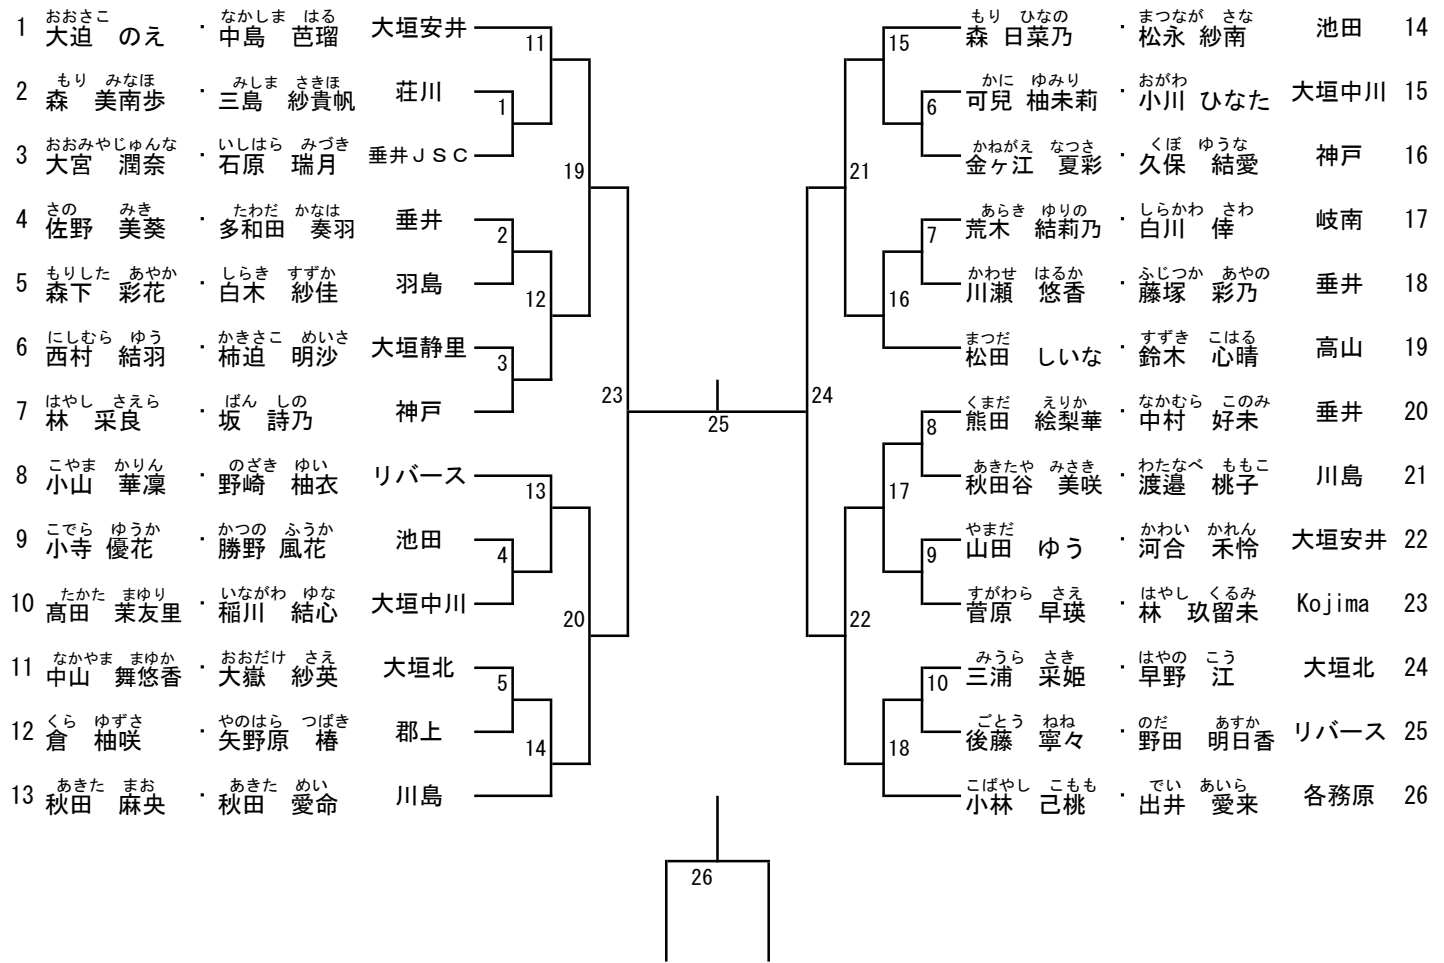 おおさこ なかしま はる
1 大迫 のえ ・ 中島 芭瑠 大垣安井
もり みなほ みしま さきほ
2 森 美南歩 ・ 三島 紗貴帆 荘川
おおみや じゅんな いしはら みづき
3 大宮 潤奈 ・ 石原 瑞月 垂井ＪＳＣ
さの みき たわだ かなは
4 佐野 美葵 ・ 多和田 奏羽 垂井
もりした あやか しらき すずか
5 森下 彩花 ・ 白木 紗佳 羽島
にしむら ゆう かきさこ めいさ
6 西村 結羽 ・ 柿迫 明沙 大垣静里
はやし さえら ばん しの
7 林 采良 ・ 坂 詩乃 神戸
こやま かりん のざき ゆい
8 小山 華凜 ・ 野崎 柚衣 リバース
こでら ゆうか かつの ふうか
9 小寺 優花 ・ 勝野 風花 池田
たかた まゆり いながわ ゆな
10 髙田 茉友里 ・ 稲川 結心 大垣中川
なかやま まゆか おおだけ さえ
11 中山 舞悠香 ・ 大嶽 紗英 大垣北
くら ゆずさ やのはら つばき
12 倉 柚咲 ・ 矢野原 椿 郡上
あきた まお あきた めい
13 秋田 麻央 ・ 秋田 愛命 川島
11
1
19
2
12
3
23
13
4
20
5
14
25
26
15
6
21
7
16
24
8
17
9
22
10
18
もり ひなの まつなが さな
森 日菜乃 ・ 松永 紗南 池田 14
かに ゆみり おがわ
可兒 柚未莉 ・ 小川 ひなた 大垣中川 15
かねがえ なつさ くぼ ゆうな
金ヶ江 夏彩 ・ 久保 結愛 神戸 16
あらき ゆりの しらかわ さわ
荒木 結莉乃 ・ 白川 倖 岐南 17
かわせ はるか ふじつか あやの
川瀬 悠香 ・ 藤塚 彩乃 垂井 18
まつだ すずき こはる
松田 しいな ・ 鈴木 心晴 高山 19
くまだ えりか なかむら このみ
熊田 絵梨華 ・ 中村 好未 垂井 20
あきたや みさき わたなべ ももこ
秋田谷 美咲 ・ 渡邉 桃子 川島 21
やまだ かわい かれん
山田 ゆう ・ 河合 禾怜 大垣安井 22
すがわら さえ はやし くるみ
菅原 早瑛 ・ 林 玖留未 Kojima 23
みうら さき はやの こう
三浦 采姫 ・ 早野 江 大垣北 24
ごとう ねね のだ あすか
後藤 寧々 ・ 野田 明日香 リバース 25
こばやし こもも でい あいら
小林 己桃 ・ 出井 愛来 各務原 26